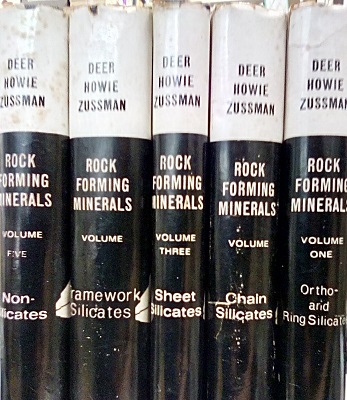 DEER
HOWIE
ZUSSMAN
ROCK
FORMING
MINERALS
VOLUME
FIVE
Non-
Silicates
DEER
HOWIE
ZUSSMAN
ROCK
FORMING
MINERALS
VOLUME
Framework
Silicates
DEER
HOWIE
ZUSSMAN
ROCK
FORMING
MINERALS
VOLUME
THREE
Sheet
Silicates
DEER
HOWIE
ZUSSMAN
ROCK
FORMING
MINERALS
VOLUME
Chain
Silicates
DEER
HOWIE
ZUSSMAN
ROCK
FORMING
MINERALS
VOLUME
ONE
Ortho-
and
Ring Silicates